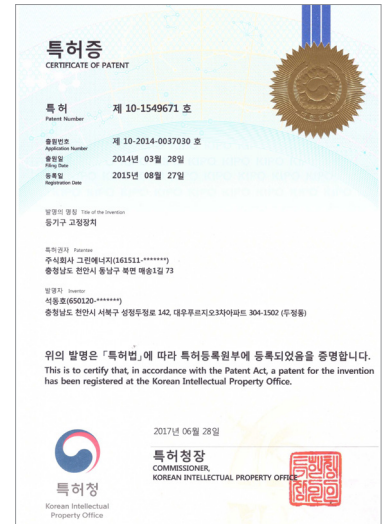 특허증
CERTIFICATE OF PATENT
특 허 제 10-1549671 호
Patent Number
출원번호 제 10-2014-0037030 호
Application Number
출원일 2014년 03월 28일
Filing Date
등록일 2015년 08월 27일
Registration Date
발명의 명칭 Title of the Invention
등기구 고정장치
특허권자 Patentee
주식회사 그린에너지(161511-*******)
충청남도 천안시 동남구 북면 매송1길 73
발명자 Inventor
석동호(650120-*******)
충청남도 천안시 서북구 성정두정로 142, 대우푸르지오3차아파트 304-1502 (두정동)
위의 발명은 「특허법」에 따라 특허등록원부에 등록되었음을 증명합니다.
This is to certify that, in accordance with the Patent Act, a patent for the invention
has been registered at the Korean Intellectual Property Office.
2017년 06월 28일
특허청장
COMMISSIONER,
KOREAN INTELLECTUAL PROPERTY OFFICE
특허청
Korean Intellectual
Property Office